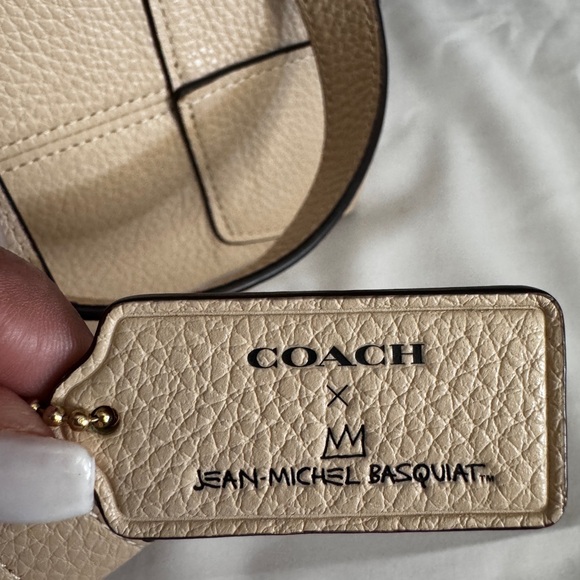 COACH
×
JEAN-MICHEL BASQUIAT™